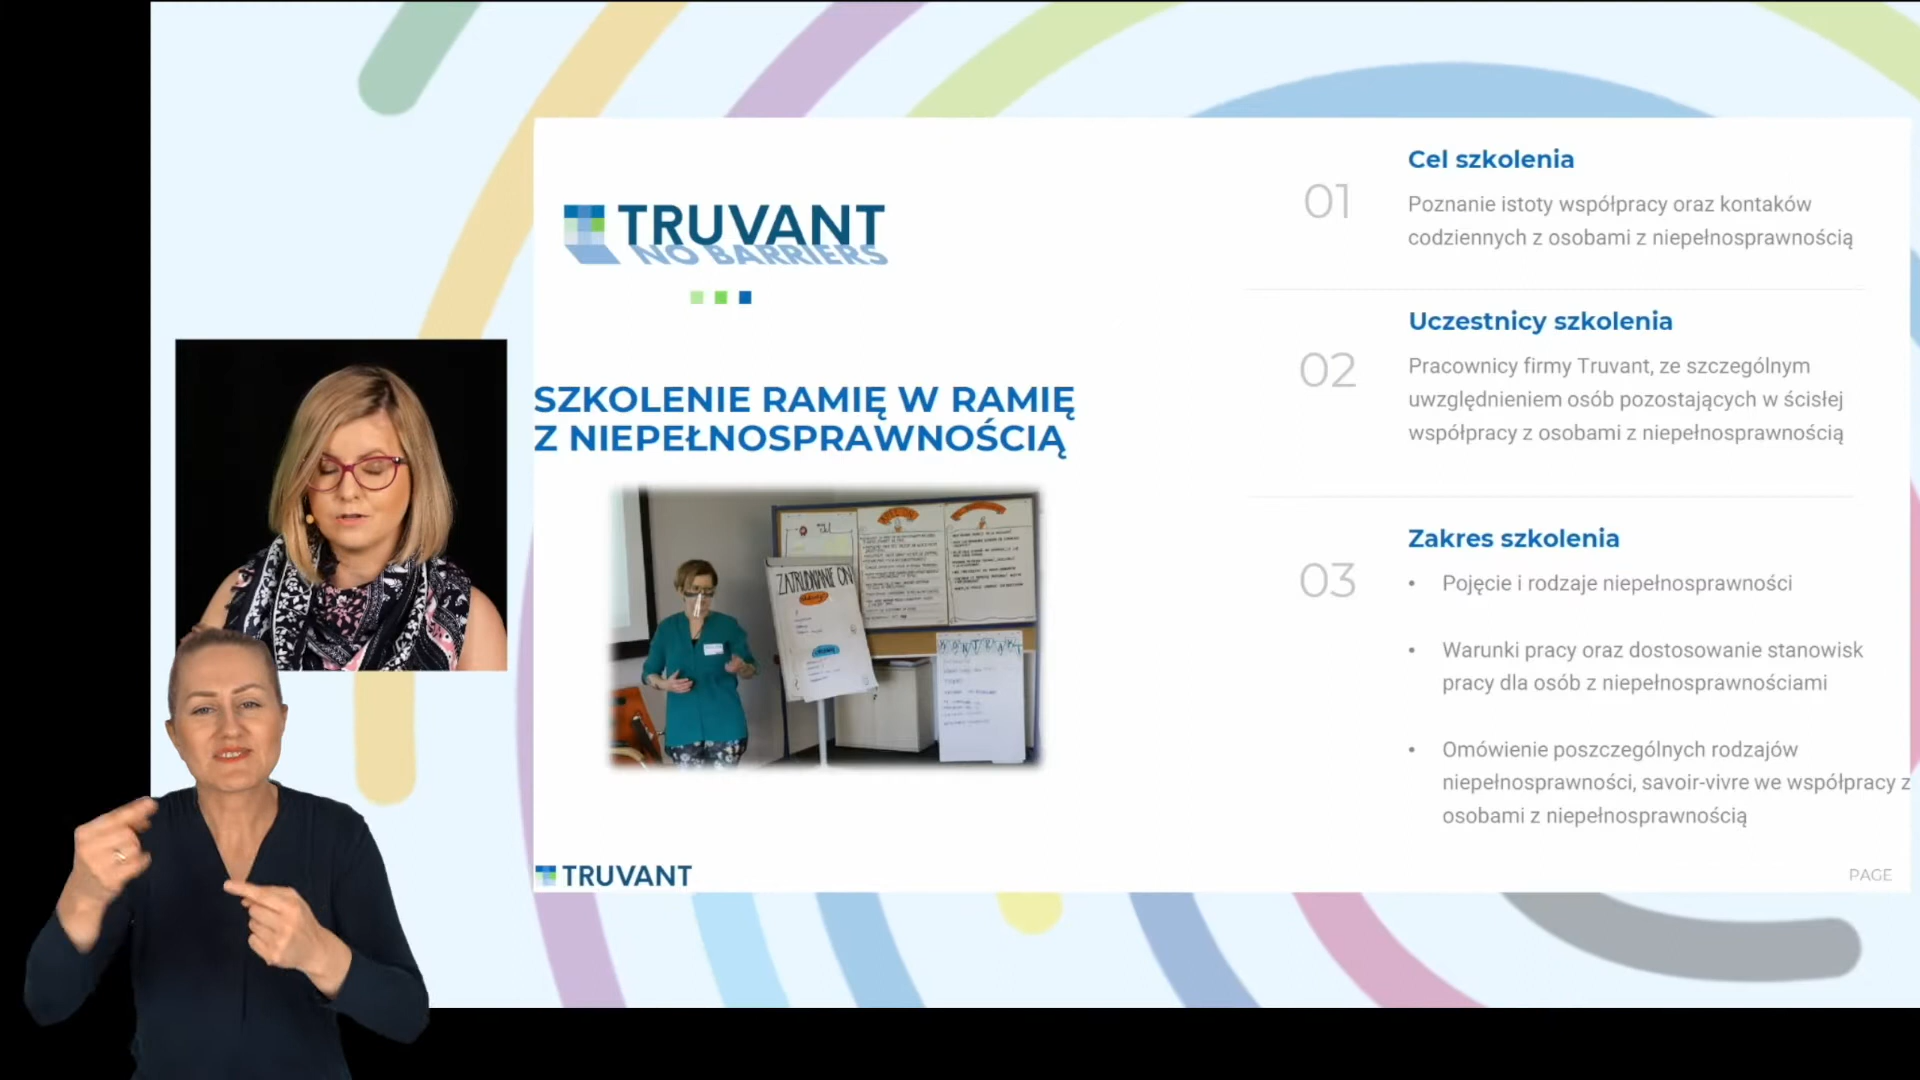 TRUVANT
NO BARRIERS
SZKOLENIE RAMIĘ W RAMIĘ
Z NIEPEŁNOSPRAWNOŚCIĄ
ZATRUDNIANIE ON
KONTRAKT
TRUVANT
01
Cel szkolenia
Poznanie istoty współpracy oraz kontaków
codziennych z osobami z niepełnosprawnością
02
Uczestnicy szkolenia
Pracownicy firmy Truvant, ze szczególnym
uwzględnieniem osób pozostających w ścisłej
współpracy z osobami z niepełnosprawnością
03
Zakres szkolenia
• Pojęcie i rodzaje niepełnosprawności
• Warunki pracy oraz dostosowanie stanowisk
pracy dla osób z niepełnosprawnościami
• Omówienie poszczególnych rodzajów
niepełnosprawności, savoir-vivre we współpracy z
osobami z niepełnosprawnością
PAGE